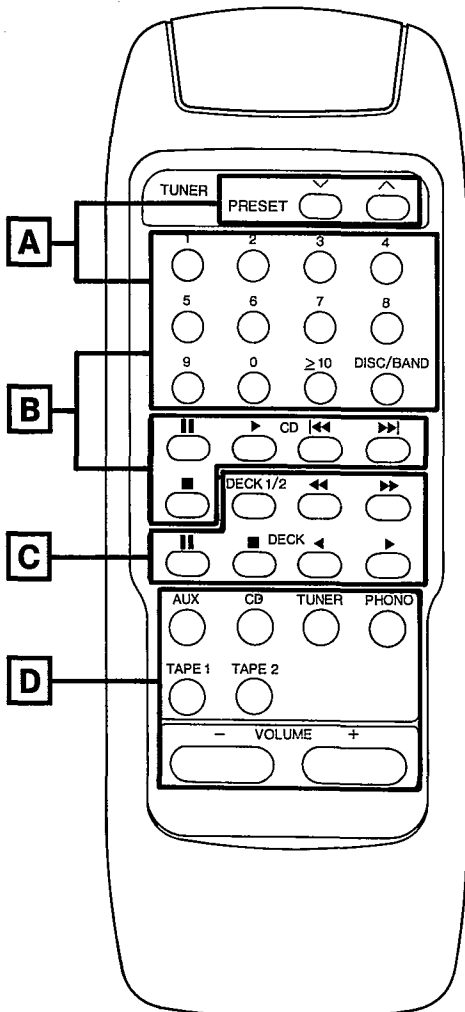 TUNER
PRESET
A
1 2 3 4
5 6 7 8
B
9 0 ≥10 DISC/BAND
CD
DECK 1/2
C
DECK
AUX CD TUNER PHONO
D
TAPE 1 TAPE 2
− VOLUME +